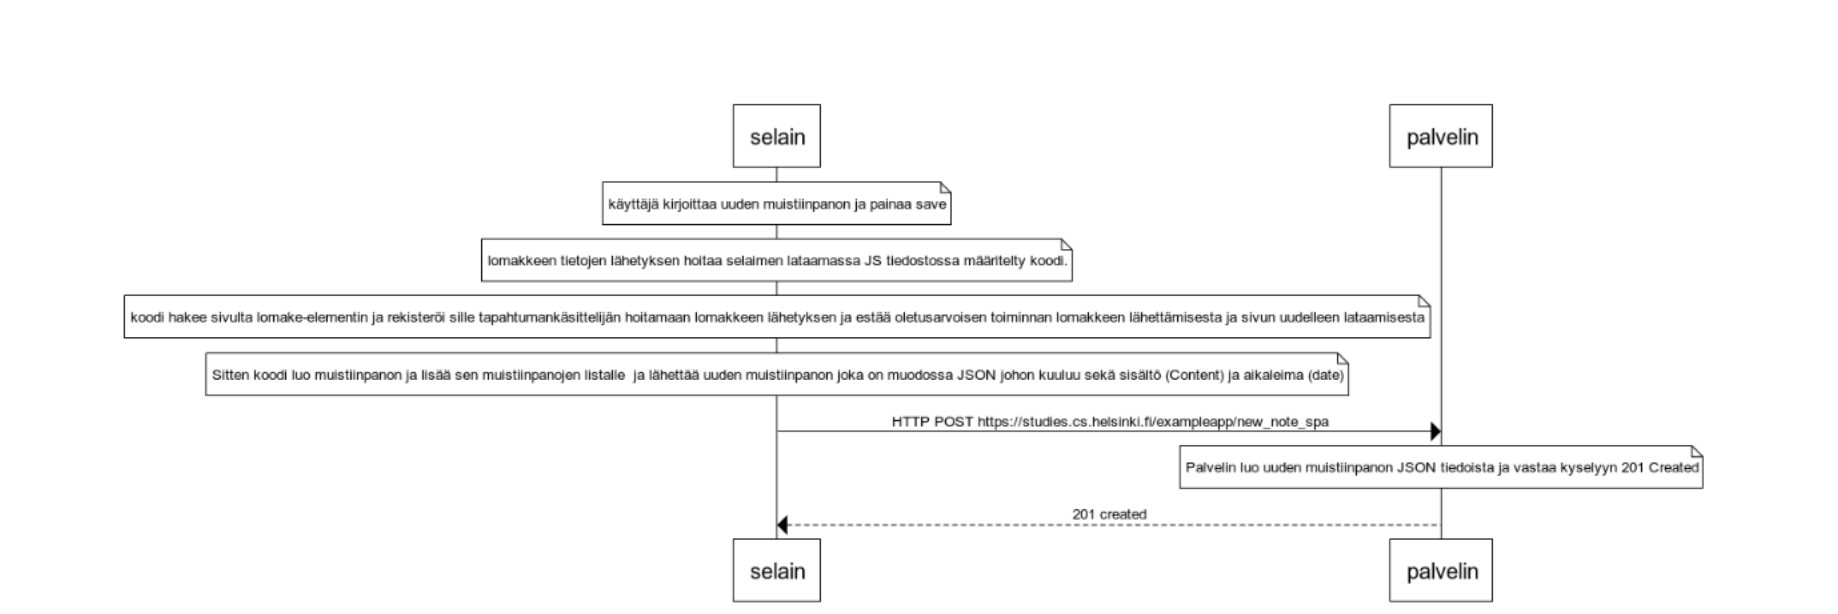 selain
palvelin
käyttäjä kirjoittaa uuden muistiinpanon ja painaa save
lomakkeen tietojen lähetyksen hoitaa selaimen lataamassa JS tiedostossa määritelty koodi.
koodi hakee sivulta lomake-elementin ja rekisteröi sille tapahtumankäsittelijän hoitamaan lomakkeen lähetyksen ja estää oletusarvoisen toiminnan lomakkeen lähettämisesta ja sivun uudelleen lataamisesta
Sitten koodi luo muistiinpanon ja lisää sen muistiinpanojen listalle  ja lähettää uuden muistiinpanon joka on muodossa JSON johon kuuluu sekä sisältö (Content) ja aikaleima (date)
HTTP POST https://studies.cs.helsinki.fi/exampleapp/new_note_spa
Palvelin luo uuden muistiinpanon JSON tiedoista ja vastaa kyselyyn 201 Created
201 created
selain
palvelin